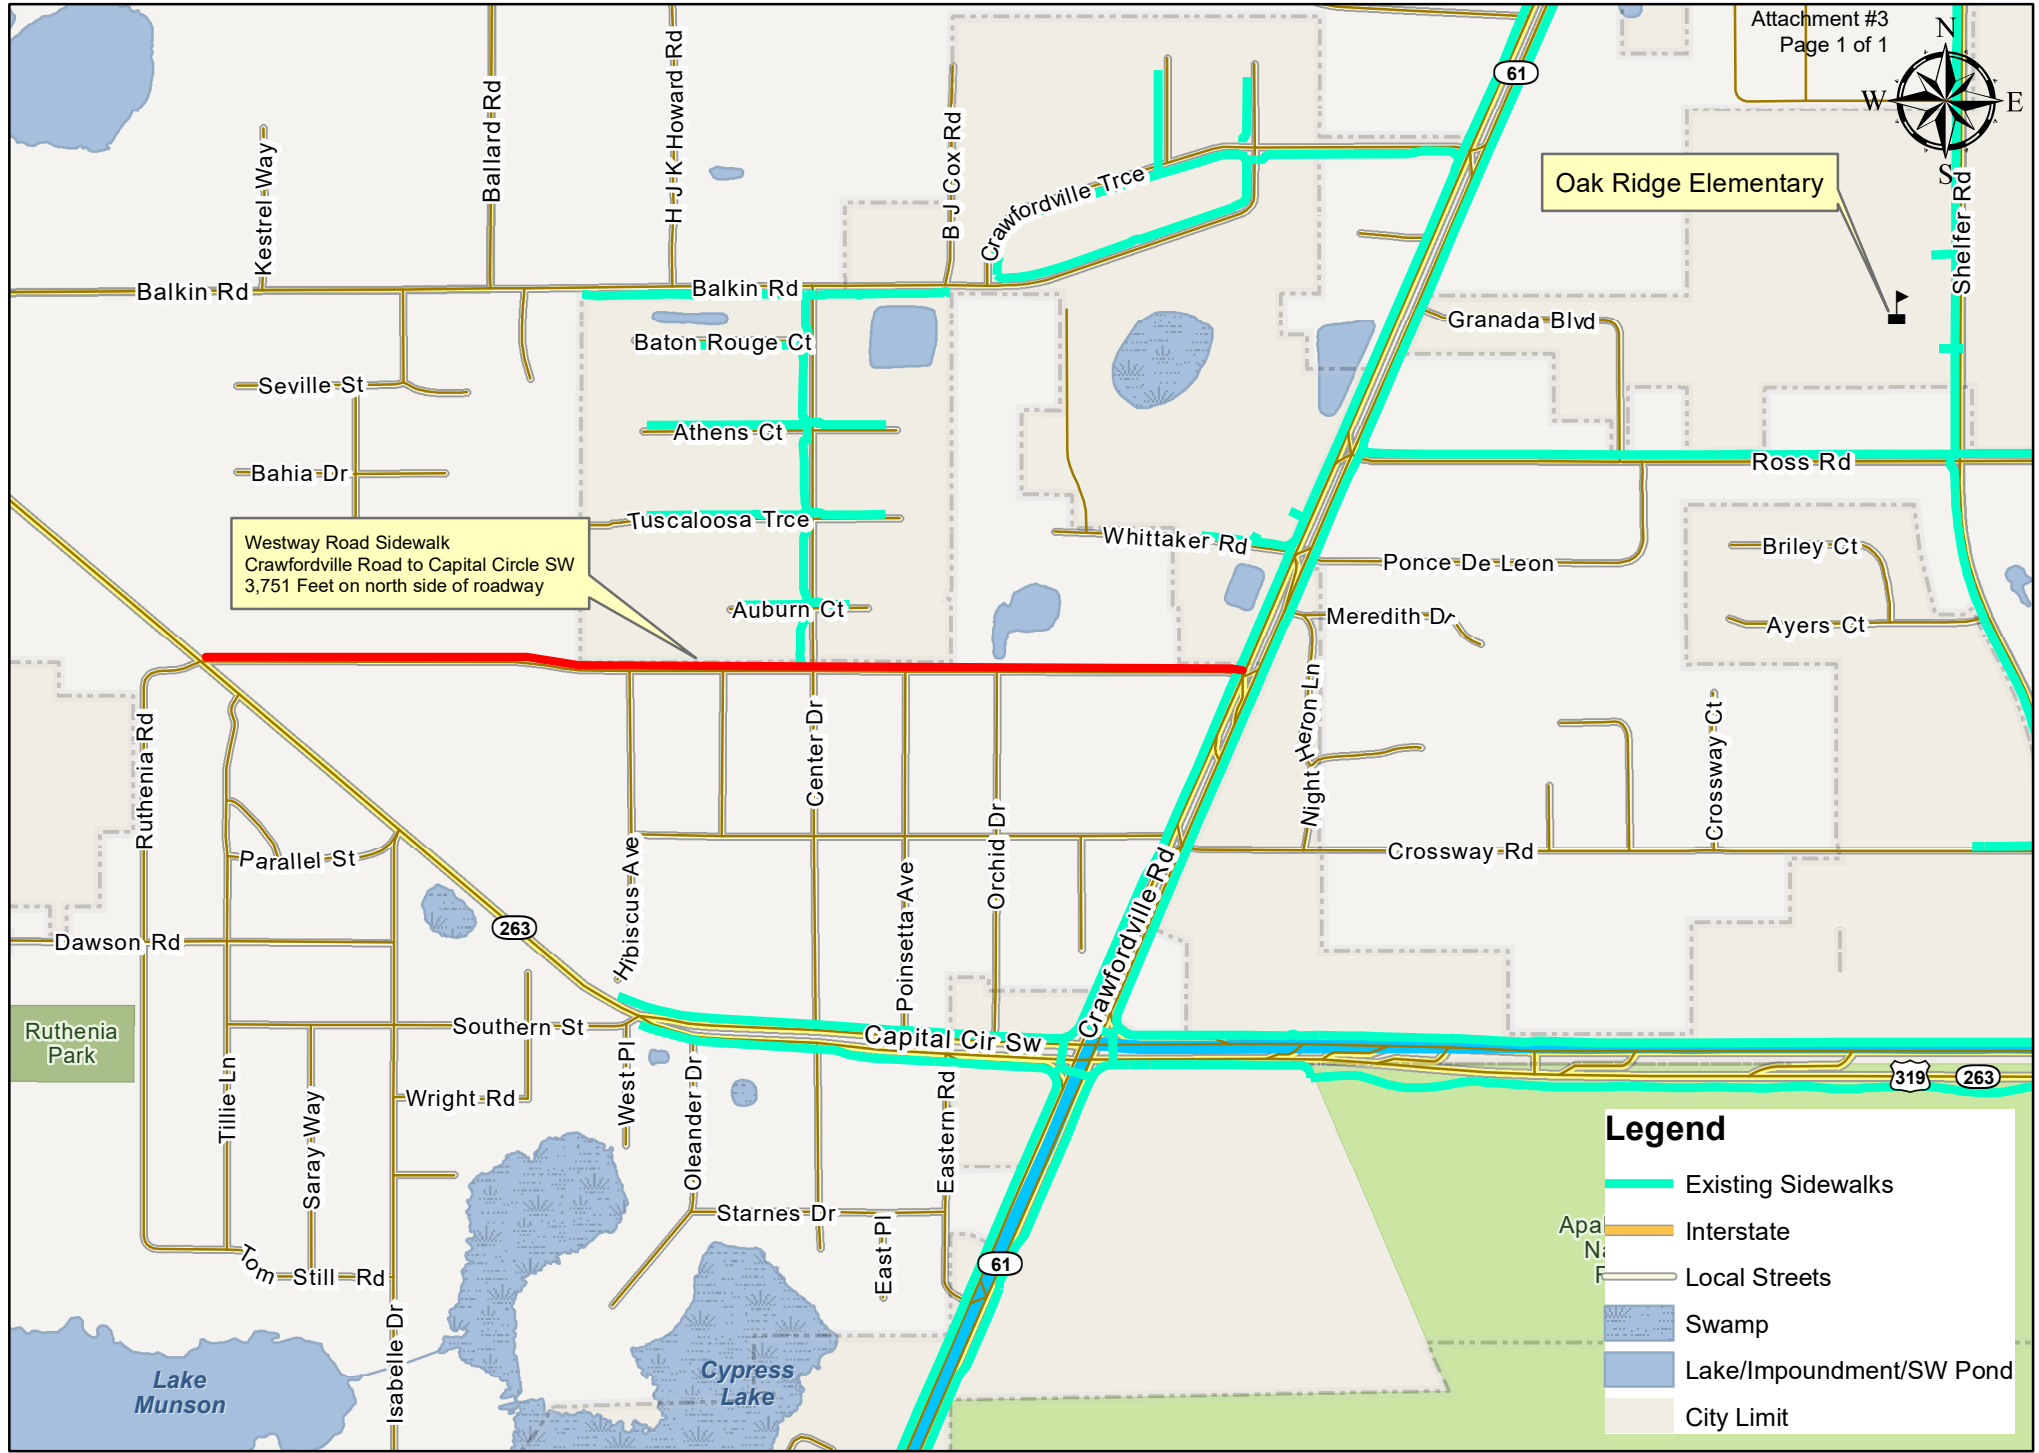 Attachment #3
Page 1 of 1
N
W
E
S
61
Oak Ridge Elementary
Kestrel Way
Ballard Rd
H J K Howard Rd
B J Cox Rd
Crawfordville Trce
Shelfer Rd
Balkin Rd
Balkin Rd
Baton Rouge Ct
Granada Blvd
Seville St
Athens Ct
Bahia Dr
Ross Rd
Tuscaloosa Trce
Whittaker Rd
Ponce De Leon
Briley Ct
Westway Road Sidewalk
Crawfordville Road to Capital Circle SW
3,751 Feet on north side of roadway
Auburn Ct
Meredith Dr
Ayers Ct
Ruthenia Rd
Center Dr
Night Heron Ln
Crossway Ct
Parallel St
Hibiscus Ave
Poinsetta Ave
Orchid Dr
Crawfordville Rd
Crossway Rd
263
Dawson Rd
Ruthenia
Park
Southern St
Capital Cir Sw
Tillie Ln
Saray Way
Wright Rd
West Pl
Oleander Dr
Eastern Rd
319
263
Starnes Dr
East Pl
61
Tom Still Rd
Isabelle Dr
Lake
Munson
Cypress
Lake
Legend
Existing Sidewalks
Interstate
Local Streets
Swamp
Lake/Impoundment/SW Pond
City Limit